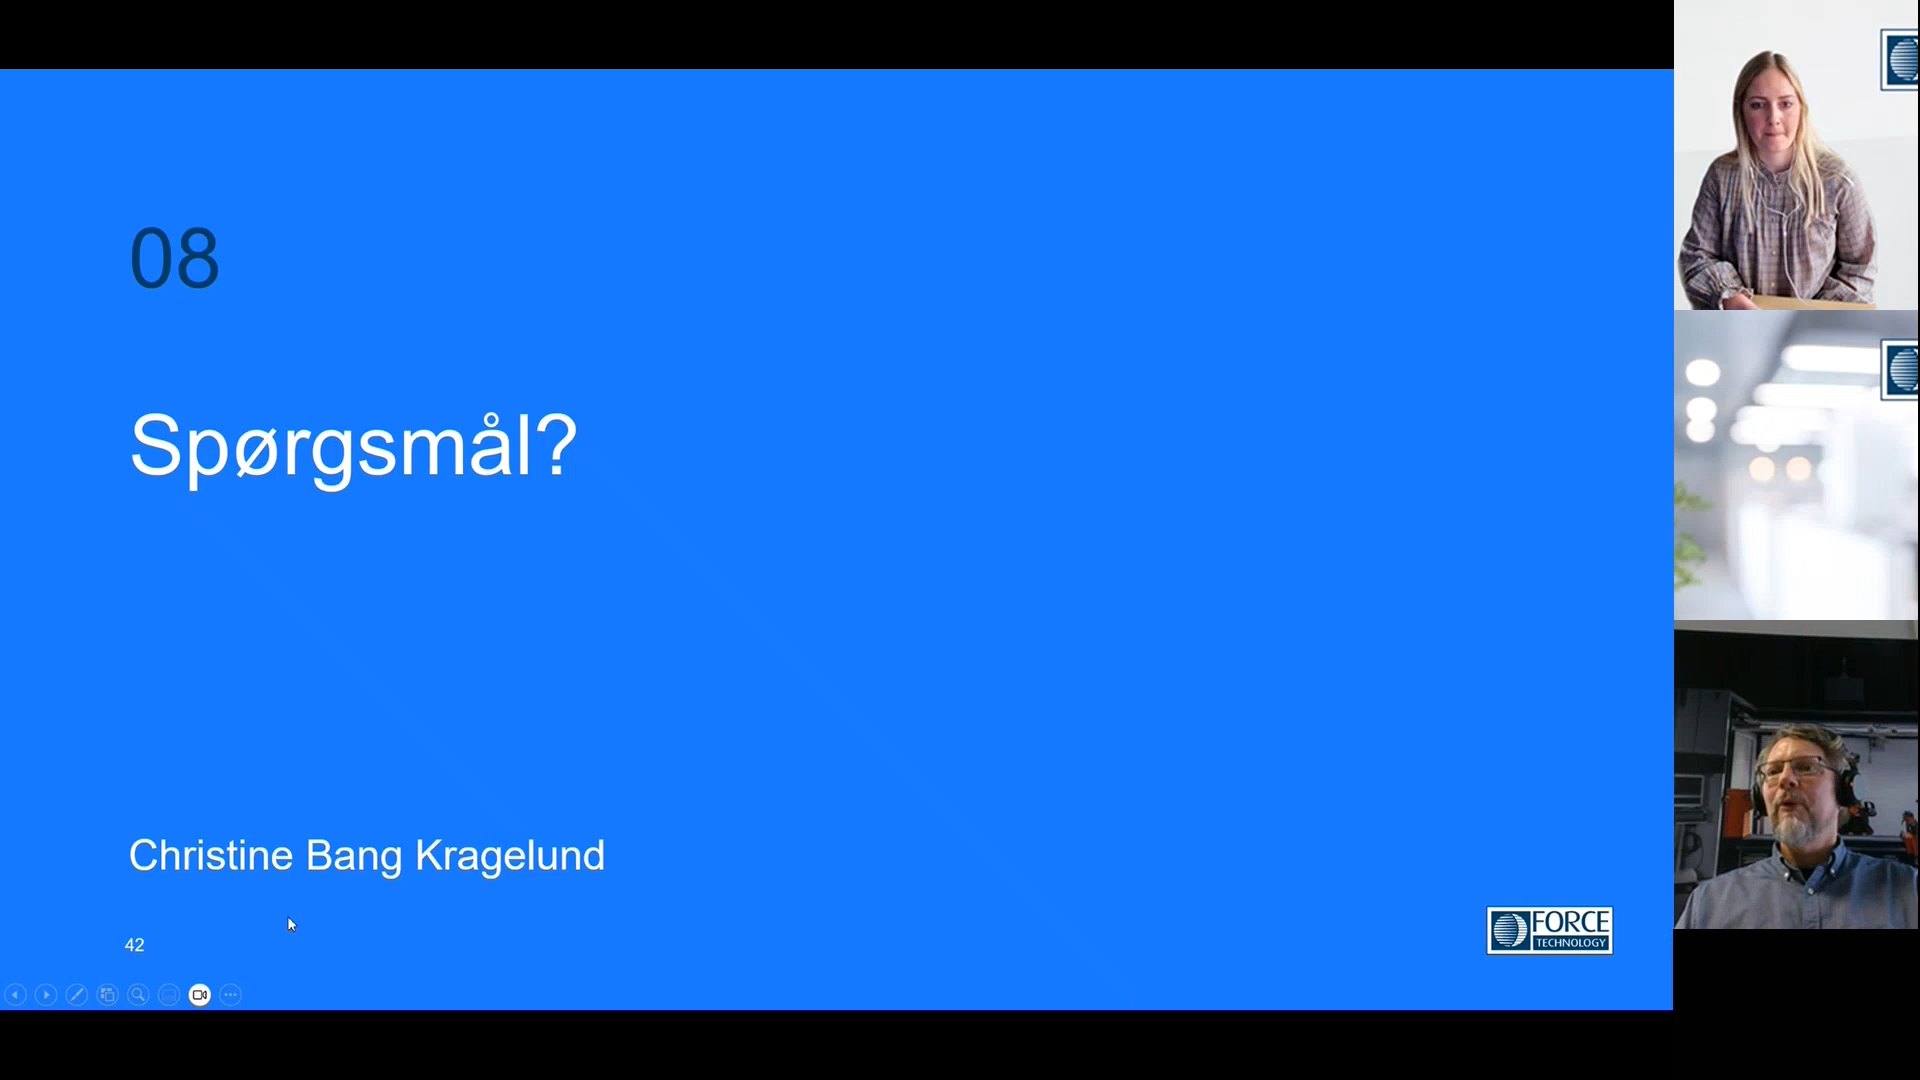 08
Spørgsmål?
Christine Bang Kragelund
42
FORCE
TECHNOLOGY